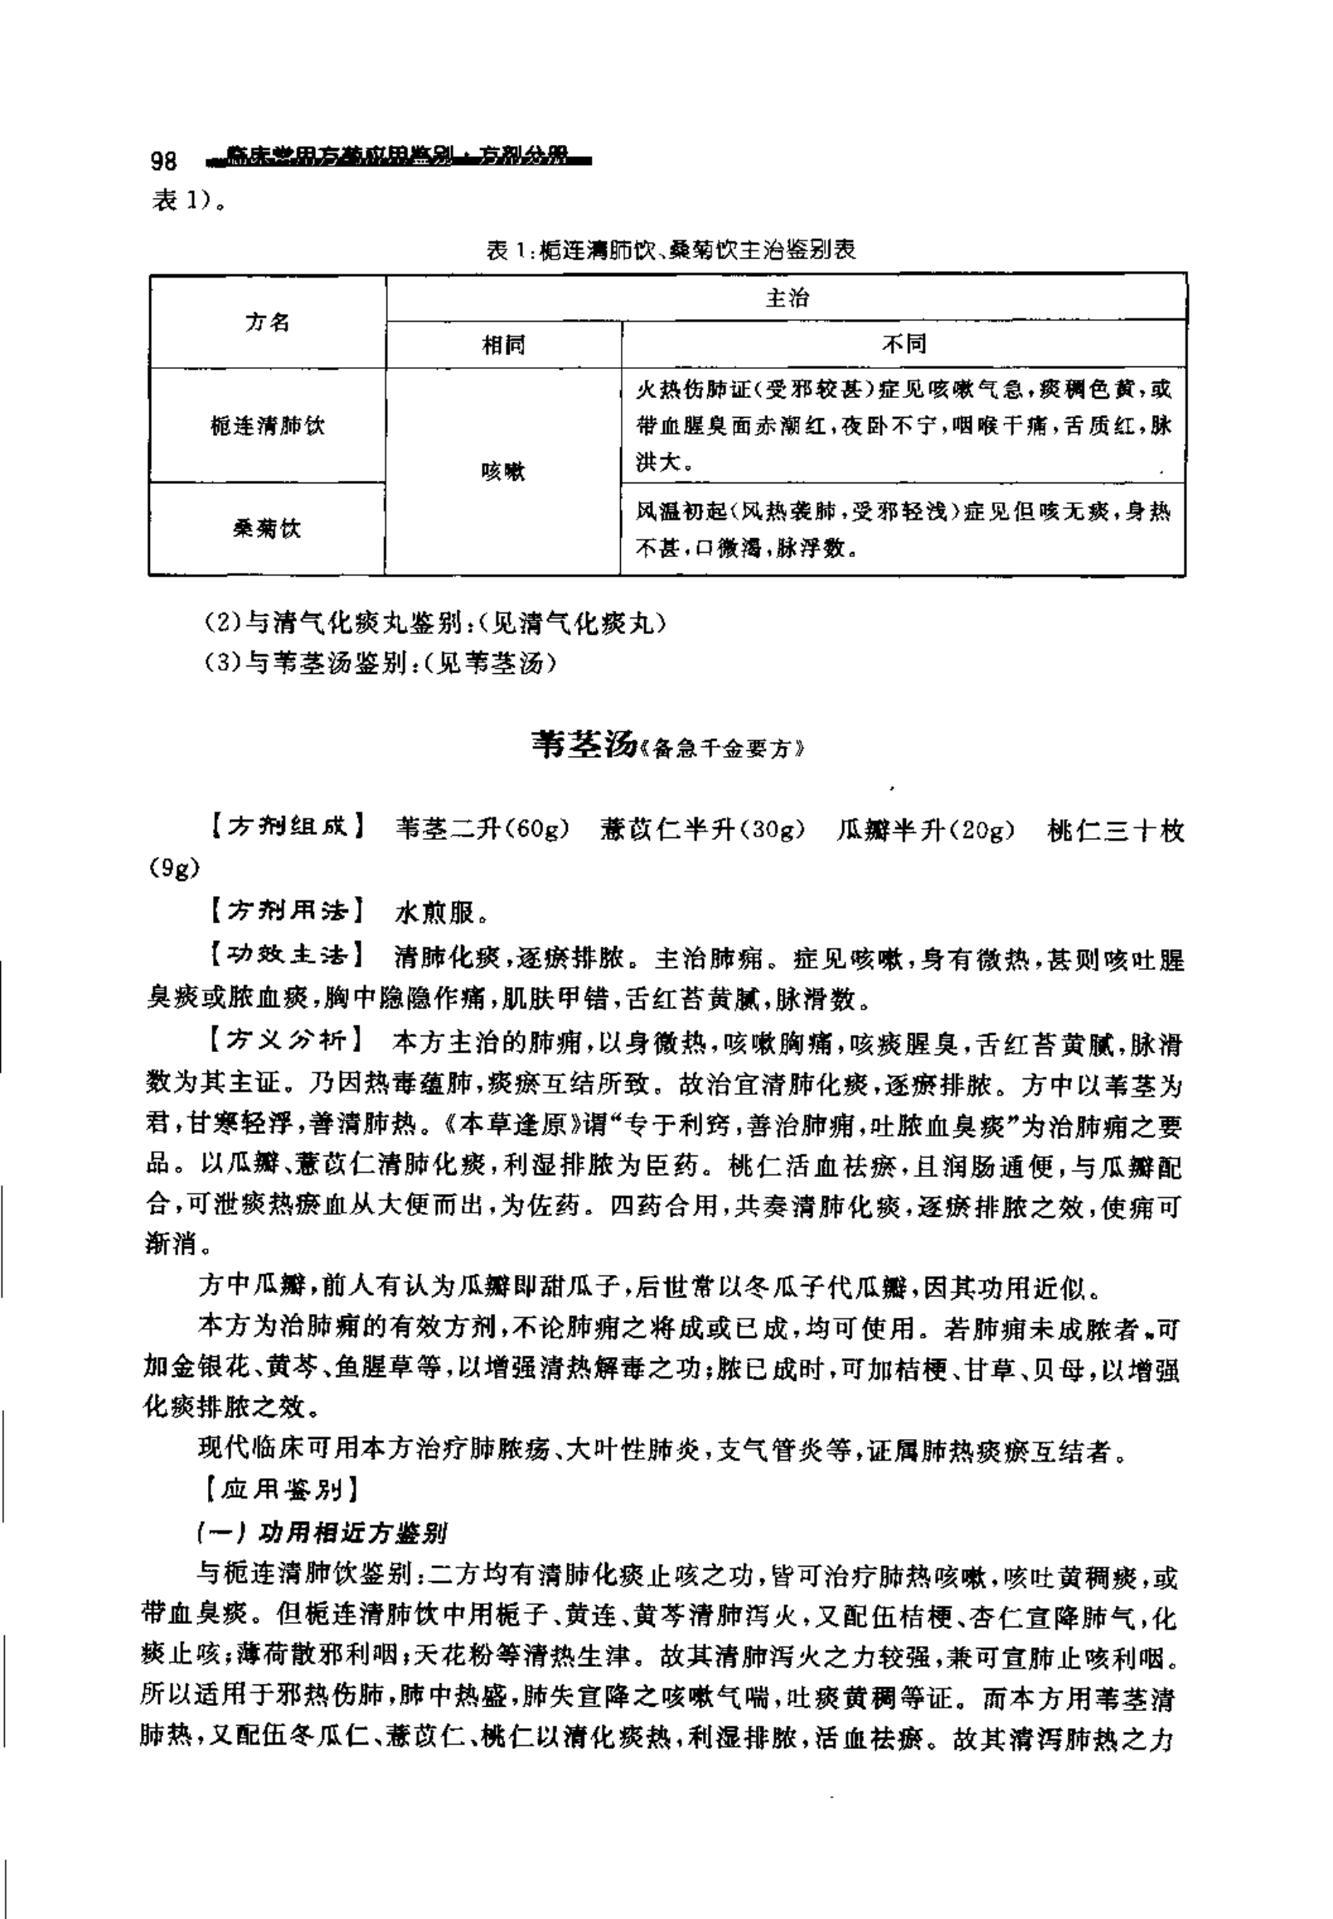 98 临床常用方药应用鉴别·方剂分册
表 1)。
表 1:栀连清肺饮、桑菊饮主治鉴别表
方名
主治
相同
不同
栀连清肺饮
咳嗽
火热伤肺证(受邪较甚)症见咳嗽气急,痰稠色黄,或
带血腥臭面赤潮红,夜卧不宁,咽喉干痛,舌质红,脉
洪大。
桑菊饮
风温初起(风热袭肺,受邪轻浅)症见但咳无痰,身热
不甚,口微渴,脉浮数。
(2)与清气化痰丸鉴别:(见清气化痰丸)
(3)与苇茎汤鉴别:(见苇茎汤)
苇茎汤《备急千金要方》
【方剂组成】 苇茎二升(60g) 薏苡仁半升(30g) 瓜瓣半升(20g) 桃仁三十枚
(9g)
【方剂用法】 水煎服。
【功效主法】 清肺化痰,逐瘀排脓。主治肺痈。症见咳嗽,身有微热,甚则咳吐腥
臭痰或脓血痰,胸中隐隐作痛,肌肤甲错,舌红苔黄腻,脉滑数。
【方义分析】 本方主治的肺痈,以身微热,咳嗽胸痛,咳痰腥臭,舌红苔黄腻,脉滑
数为其主证。乃因热毒蕴肺,痰瘀互结所致。故治宜清肺化痰,逐瘀排脓。方中以苇茎为
君,甘寒轻浮,善清肺热。《本草逢原》谓“专于利窍,善治肺痈,吐脓血臭痰”为治肺痈之要
品。以瓜瓣、薏苡仁清肺化痰,利湿排脓为臣药。桃仁活血祛瘀,且润肠通便,与瓜瓣配
合,可泄痰热瘀血从大便而出,为佐药。四药合用,共奏清肺化痰,逐瘀排脓之效,使痈可
渐消。
方中瓜瓣,前人有认为瓜瓣即甜瓜子,后世常以冬瓜子代瓜瓣,因其功用近似。
本方为治肺痈的有效方剂,不论肺痈之将成或已成,均可使用。若肺痈未成脓者,可
加金银花、黄芩、鱼腥草等,以增强清热解毒之功;脓已成时,可加桔梗、甘草、贝母,以增强
化痰排脓之效。
现代临床可用本方治疗肺脓疡、大叶性肺炎,支气管炎等,证属肺热痰瘀互结者。
【应用鉴别】
(一)功用相近方鉴别
与栀连清肺饮鉴别:二方均有清肺化痰止咳之功,皆可治疗肺热咳嗽,咳吐黄稠痰,或
带血臭痰。但栀连清肺饮中用栀子、黄连、黄芩清肺泻火,又配伍桔梗、杏仁宣降肺气,化
痰止咳;薄荷散邪利咽;天花粉等清热生津。故其清肺泻火之力较强,兼可宣肺止咳利咽。
所以适用于邪热伤肺,肺中热盛,肺失宣降之咳嗽气喘,吐痰黄稠等证。而本方用苇茎清
肺热,又配伍冬瓜仁、薏苡仁、桃仁以清化痰热,利湿排脓,活血祛瘀。故其清泻肺热之力